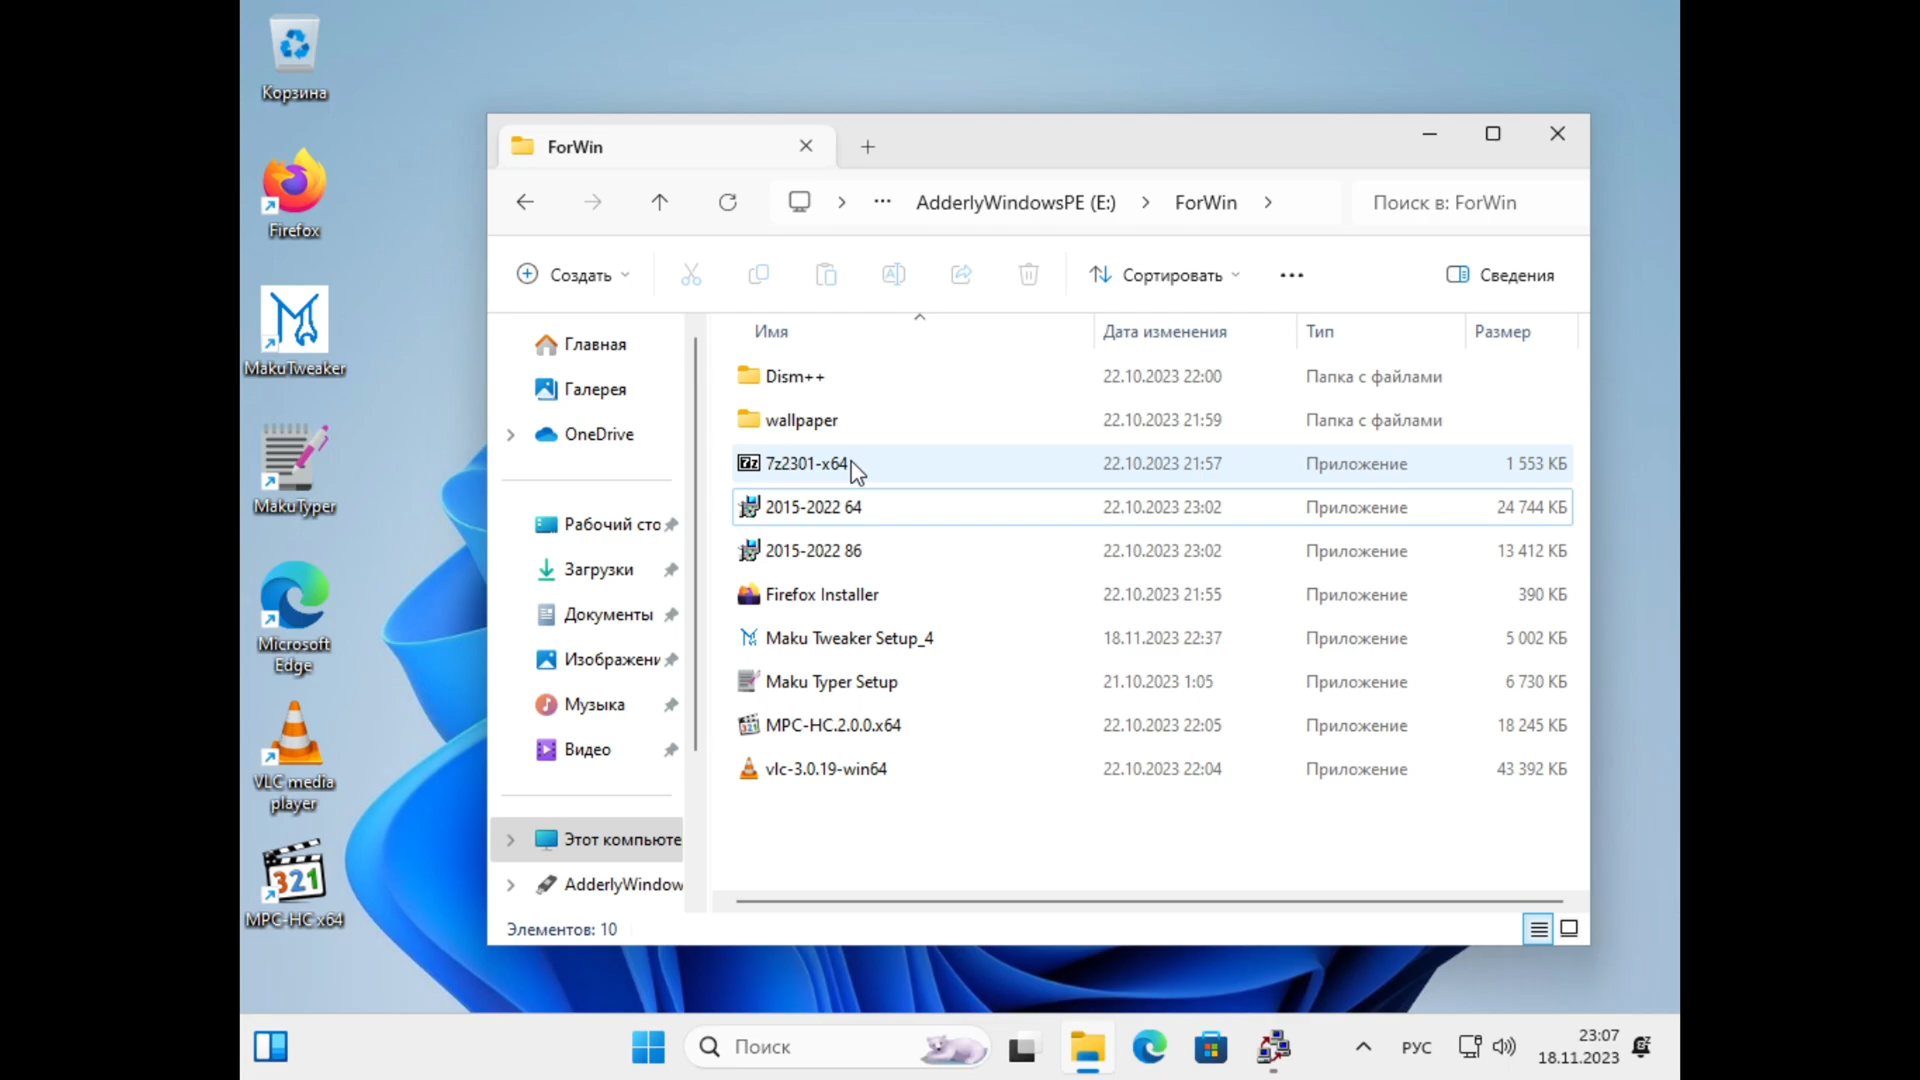 Корзина
Firefox
MakuTweaker
MakuTyper
Microsoft
Edge
VLC media
player
321
MPC-HC x64
ForWin
AdderlyWindowsPE (E:)
ForWin
Поиск в: ForWin
Создать
Сортировать
Сведения
Главная
Галерея
OneDrive
Рабочий сто
Загрузки
Документы
Изображени
Музыка
Видео
Этот компьюте
AdderlyWindow
Имя Дата изменения Тип Размер
Dism++ 22.10.2023 22:00 Папка с файлами
wallpaper 22.10.2023 21:59 Папка с файлами
7z2301-x64 22.10.2023 21:57 Приложение 1 553 КБ
2015-2022 64 22.10.2023 23:02 Приложение 24 744 КБ
2015-2022 86 22.10.2023 23:02 Приложение 13 412 КБ
Firefox Installer 22.10.2023 21:55 Приложение 390 КБ
Maku Tweaker Setup_4 18.11.2023 22:37 Приложение 5 002 КБ
Maku Typer Setup 21.10.2023 1:05 Приложение 6 730 КБ
MPC-HC.2.0.0.x64 22.10.2023 22:05 Приложение 18 245 КБ
vlc-3.0.19-win64 22.10.2023 22:04 Приложение 43 392 КБ
Элементов: 10
Поиск
РУС
23:07
18.11.2023